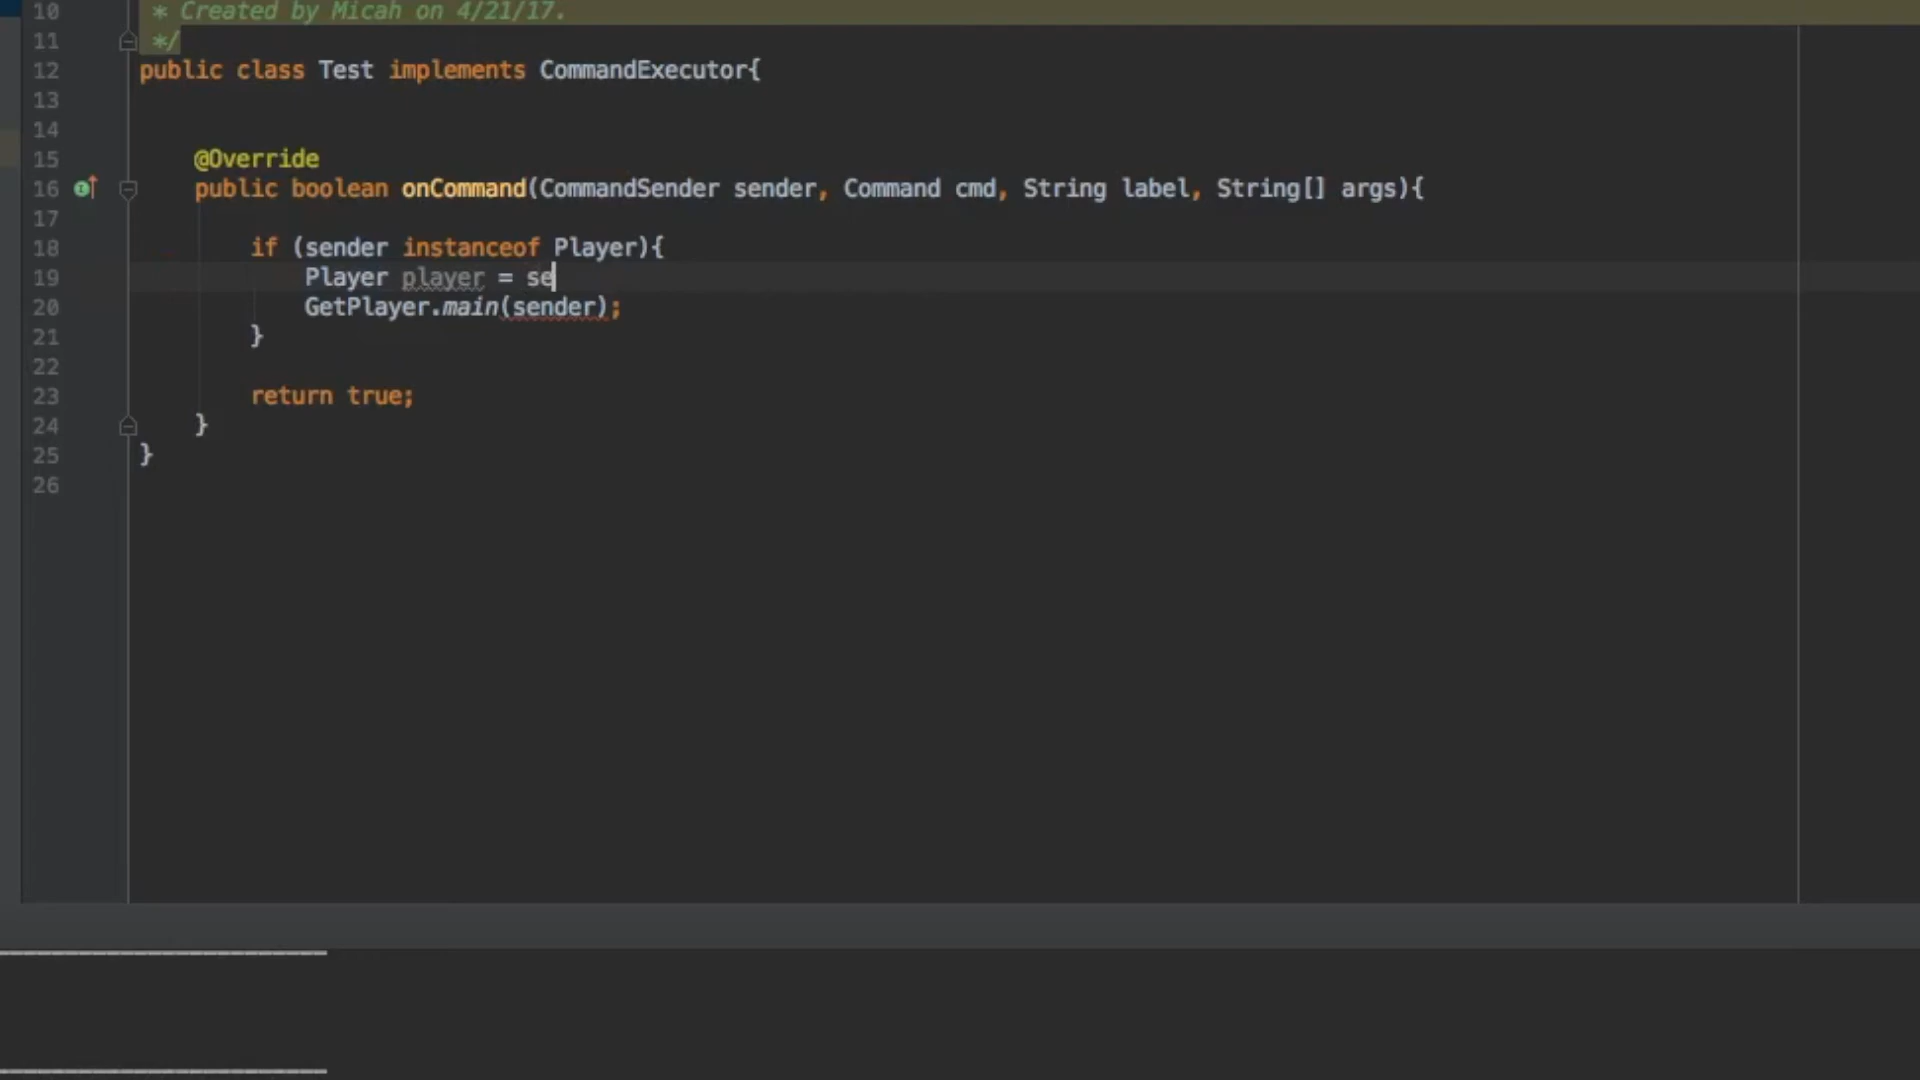 10 * Created by Micah on 4/21/17.
11 */
12 public class Test implements CommandExecutor{
13
14
15 @Override
16 public boolean onCommand(CommandSender sender, Command cmd, String label, String[] args){
17
18 if (sender instanceof Player){
19 Player player = se
20 GetPlayer.main(sender);
21 }
22
23 return true;
24 }
25 }
26